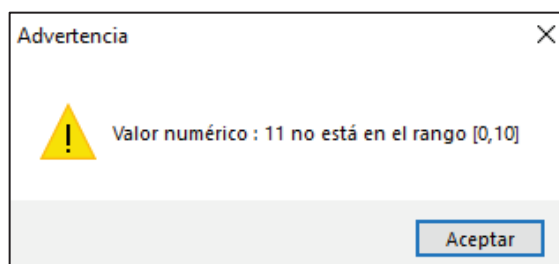 Advertencia
Valor numérico : 11 no está en el rango [0,10]
Aceptar